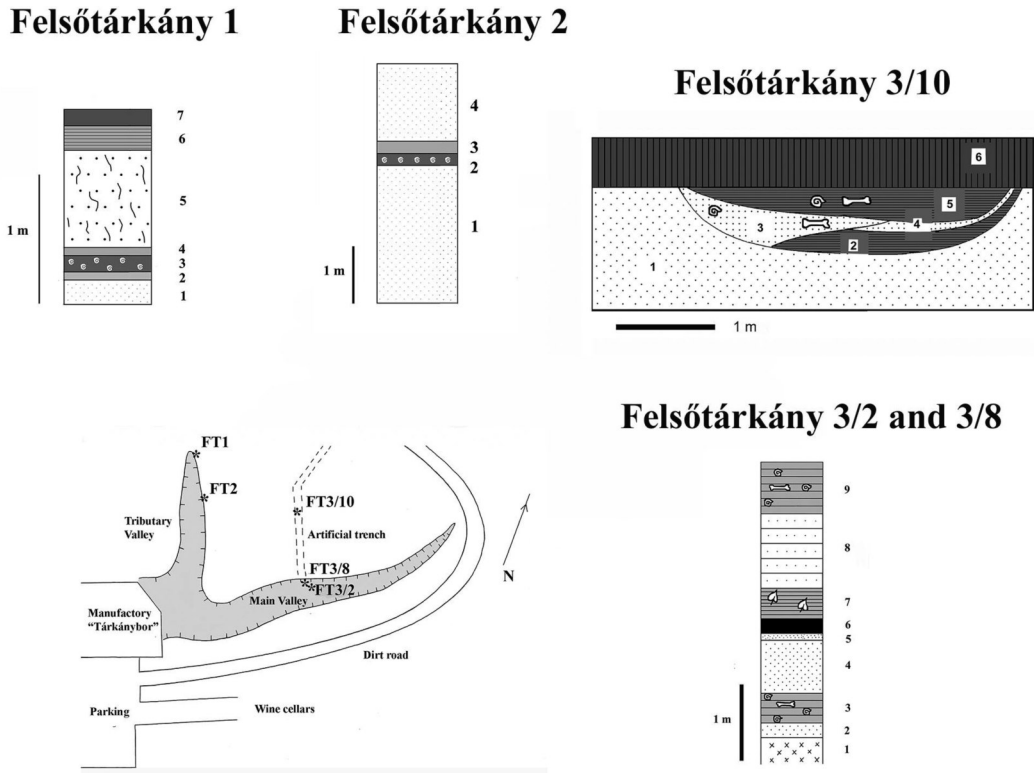 Felsőtárkány 1
7
6
5
4
3
2
1
1 m
Felsőtárkány 2
4
3
2
1
1 m
Felsőtárkány 3/10
6
5
4
3
2
1
1 m
FT1
FT2
FT3/10
Tributary
Valley
Artificial trench
FT3/8
FT3/2
Main Valley
N
Manufactory
“Tárkánybor”
Dirt road
Parking
Wine cellars
Felsőtárkány 3/2 and 3/8
9
8
7
6
5
4
3
2
1
1 m